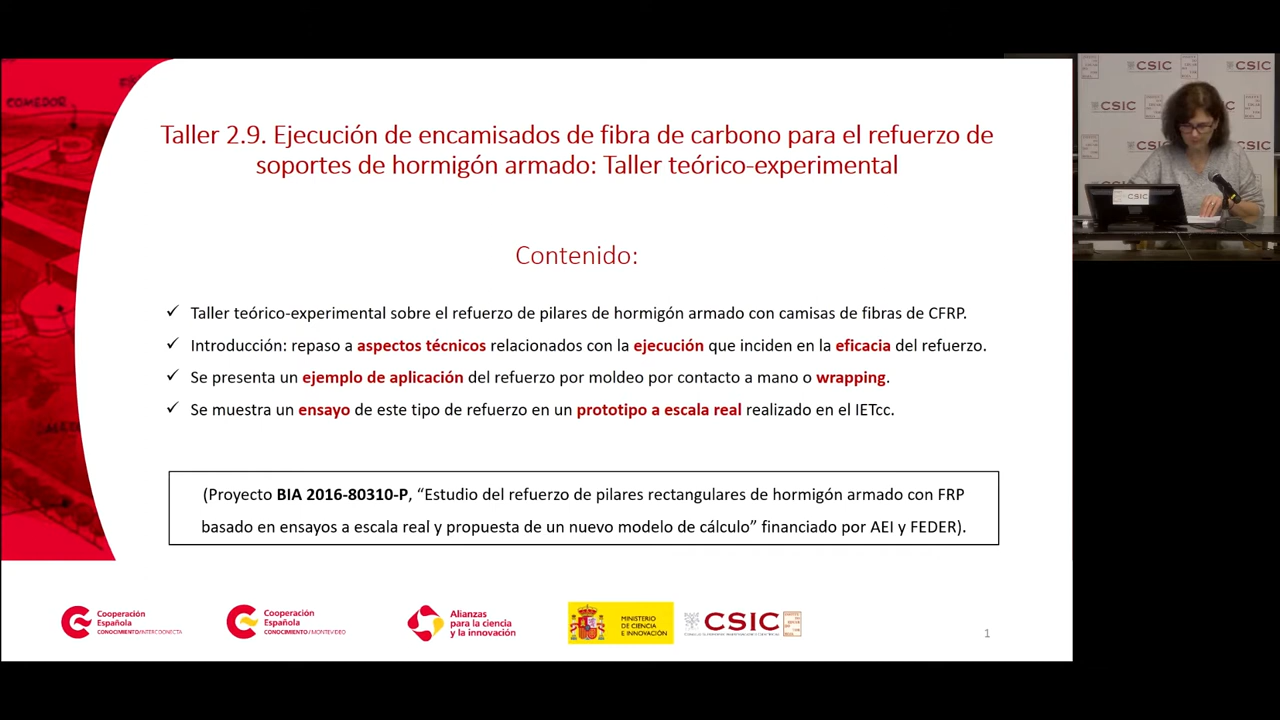 COMEDOR
Taller 2.9. Ejecución de encamisados de fibra de carbono para el refuerzo de
soportes de hormigón armado: Taller teórico-experimental
Contenido:
✓ Taller teórico-experimental sobre el refuerzo de pilares de hormigón armado con camisas de fibras de CFRP.
✓ Introducción: repaso a aspectos técnicos relacionados con la ejecución que inciden en la eficacia del refuerzo.
✓ Se presenta un ejemplo de aplicación del refuerzo por moldeo por contacto a mano o wrapping.
✓ Se muestra un ensayo de este tipo de refuerzo en un prototipo a escala real realizado en el IETcc.
(Proyecto BIA 2016-80310-P, “Estudio del refuerzo de pilares rectangulares de hormigón armado con FRP
basado en ensayos a escala real y propuesta de un nuevo modelo de cálculo” financiado por AEI y FEDER).
Cooperación
Española
CONOCIMIENTO/INTERCOONECTA
Cooperación
Española
CONOCIMIENTO/MONTEVIDEO
Alianzas
para la ciencia
y la innovación
MINISTERIO
DE CIENCIA
E INNOVACIÓN
CSIC
1
CSIC
CSIC
CSIC
CSIC
CSIC
CSIC
CSIC